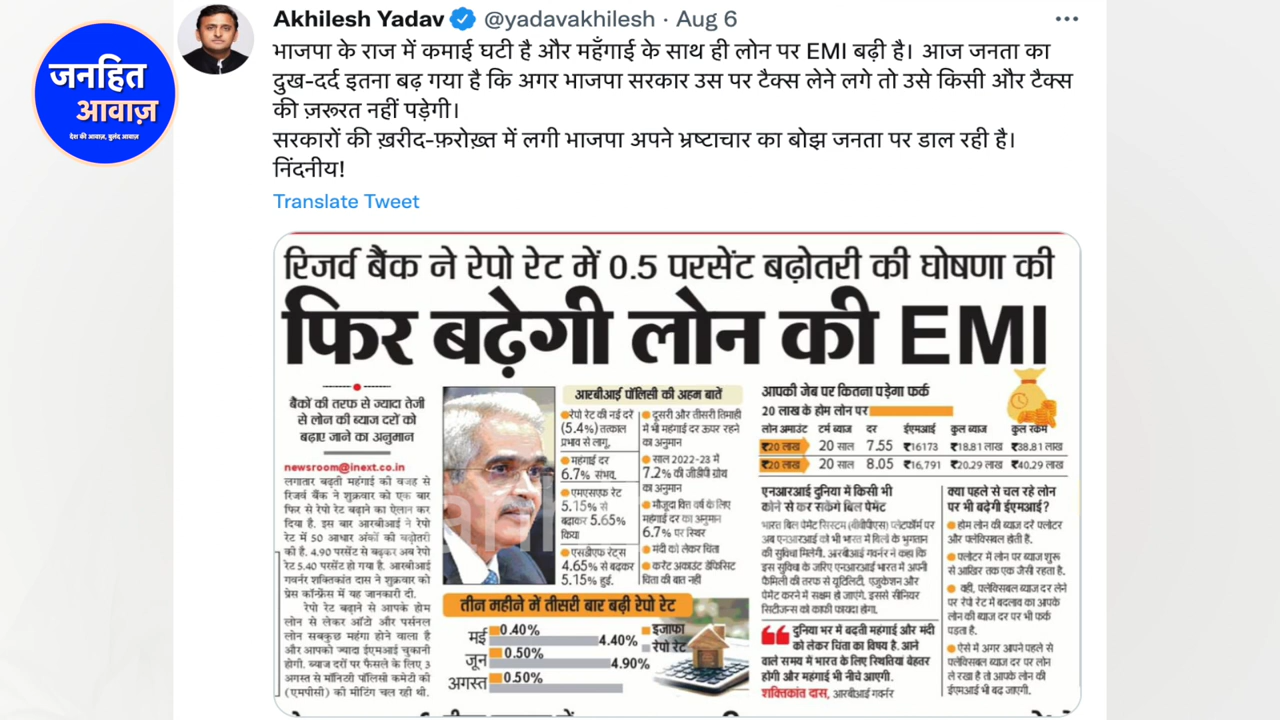 जनहित
आवाज़
देश की आवाज़, बुलंद आवाज़
Akhilesh Yadav @yadavakhilesh · Aug 6
भाजपा के राज में कमाई घटी है और महँगाई के साथ ही लोन पर EMI बढ़ी है। आज जनता का
दुख-दर्द इतना बढ़ गया है कि अगर भाजपा सरकार उस पर टैक्स लेने लगे तो उसे किसी और टैक्स
की ज़रूरत नहीं पड़ेगी।
सरकारों की ख़रीद-फ़रोख़्त में लगी भाजपा अपने भ्रष्टाचार का बोझ जनता पर डाल रही है।
निंदनीय!
Translate Tweet
रिजर्व बैंक ने रेपो रेट में 0.5 परसेंट बढ़ोतरी की घोषणा की
फिर बढ़ेगी लोन की EMI
बैंकों की तरफ से ज्यादा तेजी
से लोन की ब्याज दरों को
बढ़ाए जाने का अनुमान
newsroom@inext.co.in
लगातार बढ़ती महंगाई की वजह से
रिजर्व बैंक ने शुक्रवार को एक बार
फिर से रेपो रेट बढ़ाने का ऐलान कर
दिया है. इस बार आरबीआई ने रेपो
रेट में 50 आधार अंकों की बढ़ोतरी
की है. 4.90 परसेंट से बढ़कर अब रेपो
रेट 5.40 परसेंट हो गया है. आरबीआई
गवर्नर शक्तिकांत दास ने शुक्रवार को
प्रेस कॉन्फ्रेंस में यह जानकारी दी.
रेपो रेट बढ़ाने से आपके होम
लोन से लेकर ऑटो और पर्सनल
लोन सबकुछ महंगा होने वाला है
और आपको ज्यादा ईएमआई चुकानी
होगी. ब्याज दरों पर फैसले के लिए 3
अगस्त से मॉनिटरी पॉलिसी कमेटी की
(एमपीसी) की मीटिंग चल रही थी.
आरबीआई पॉलिसी की अहम बातें
रेपो रेट की नई दरें
(5.4%) तत्काल
प्रभाव से लागू.
महंगाई दर
6.7% संभव.
एमएसएफ रेट
5.15% से
बढ़ाकर 5.65%
किया
एसडीएफ रेट्स
4.65% से बढ़कर
5.15% हुई.
दूसरी और तीसरी तिमाही
में भी महंगाई दर ऊपर रहने
का अनुमान
साल 2022-23 में
7.2% की जीडीपी ग्रोथ
का अनुमान
मौजूदा वित्त वर्ष के लिए
महंगाई दर का अनुमान
6.7% पर स्थिर
मंदी को लेकर चिंता
करेंट अकाउंट डेफिसिट
चिंता की बात नहीं
तीन महीने में तीसरी बार बढ़ी रेपो रेट
मई 0.40% 4.40%
जून 0.50% 4.90%
अगस्त 0.50%
इजाफा
रेपो रेट
आपकी जेब पर कितना पड़ेगा फर्क
20 लाख के होम लोन पर
लोन अमाउंट टर्म ब्याज दर ईएमआई कुल ब्याज कुल रकम
₹20 लाख 20 साल 7.55 ₹16173 ₹18.81 लाख ₹38.81 लाख
₹20 लाख 20 साल 8.05 ₹16,791 ₹20.29 लाख ₹40.29 लाख
एनआरआई दुनिया में किसी भी
कोने से कर सकेंगे बिल पेमेंट
भारत बिल पेमेंट सिस्टम (बीबीपीएस) प्लेटफॉर्म पर
अब एनआरआई को भी भारत में बिलों के भुगतान
की सुविधा मिलेगी. आरबीआई गवर्नर ने कहा कि
इस सुविधा के जरिए एनआरआई भारत में अपनी
फैमिली की तरफ से यूटिलिटी, एजुकेशन और
पेमेंट करने में सक्षम हो जाएंगे. इससे सीनियर
सिटीजन्स को काफी फायदा होगा.
दुनिया भर में बढ़ती महंगाई और मंदी
को लेकर चिंता का विषय है. आने
वाले समय में भारत के लिए स्थितियां बेहतर
होंगी और महंगाई भी नीचे आएगी.
शक्तिकांत दास, आरबीआई गवर्नर
क्या पहले से चल रहे लोन
पर भी बढ़ेगी ईएमआई?
होम लोन की ब्याज दरें फ्लोटर
और फ्लेक्सिबल होती है.
फ्लोटर में लोन पर ब्याज शुरू
से आखिर तक एक जैसी रहता है.
वहीं, फ्लेक्सिबल ब्याज दर लेने
पर रेपो रेट में बदलाव का आपके
लोन की ब्याज दर पर भी फर्क
पड़ता है.
ऐसे में अगर आपने पहले से
फ्लेक्सिबल ब्याज दर पर लोन
ले रखा है तो आपके लोन की
ईएमआई भी बढ़ जाएगी.